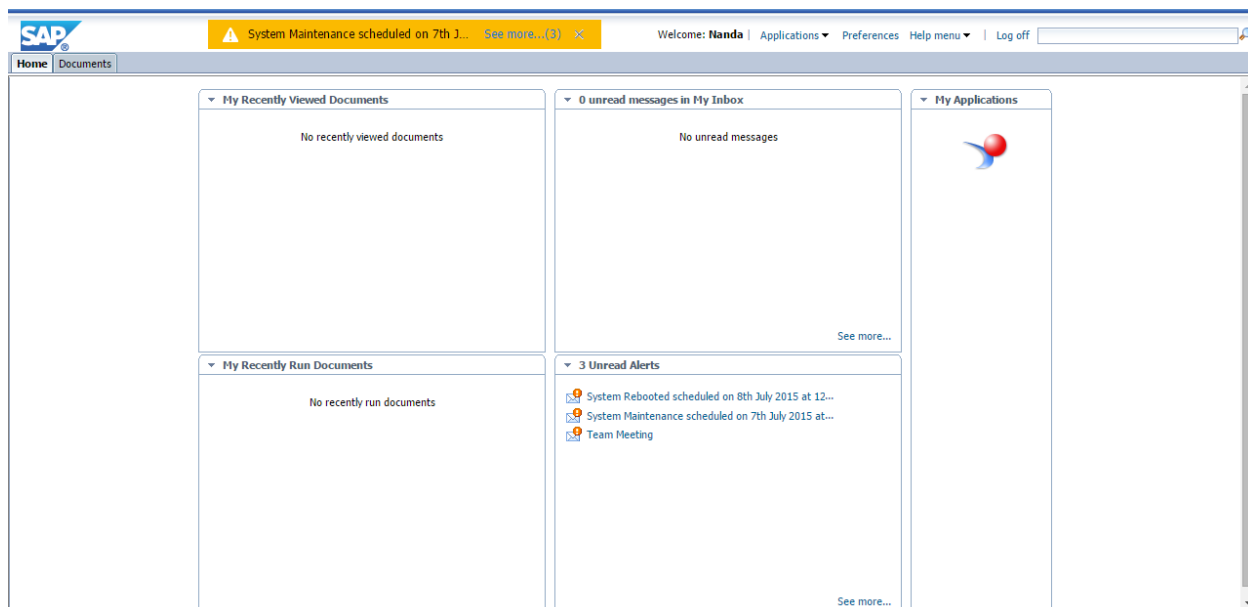 SAP®
System Maintenance scheduled on 7th J... See more...(3)
Welcome: Nanda | Applications Preferences Help menu | Log off
Home Documents
My Recently Viewed Documents
No recently viewed documents
0 unread messages in My Inbox
No unread messages
See more...
My Applications
My Recently Run Documents
No recently run documents
3 Unread Alerts
System Rebooted scheduled on 8th July 2015 at 12...
System Maintenance scheduled on 7th July 2015 at...
Team Meeting
See more...